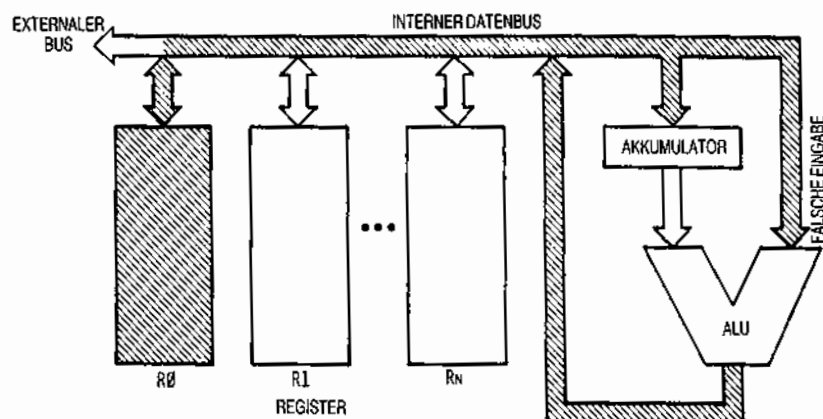 EXTERNALER
BUS
INTERNER DATENBUS
AKKUMULATOR
FALSCHE EINGABE
ALU
RØ
R1
RN
REGISTER